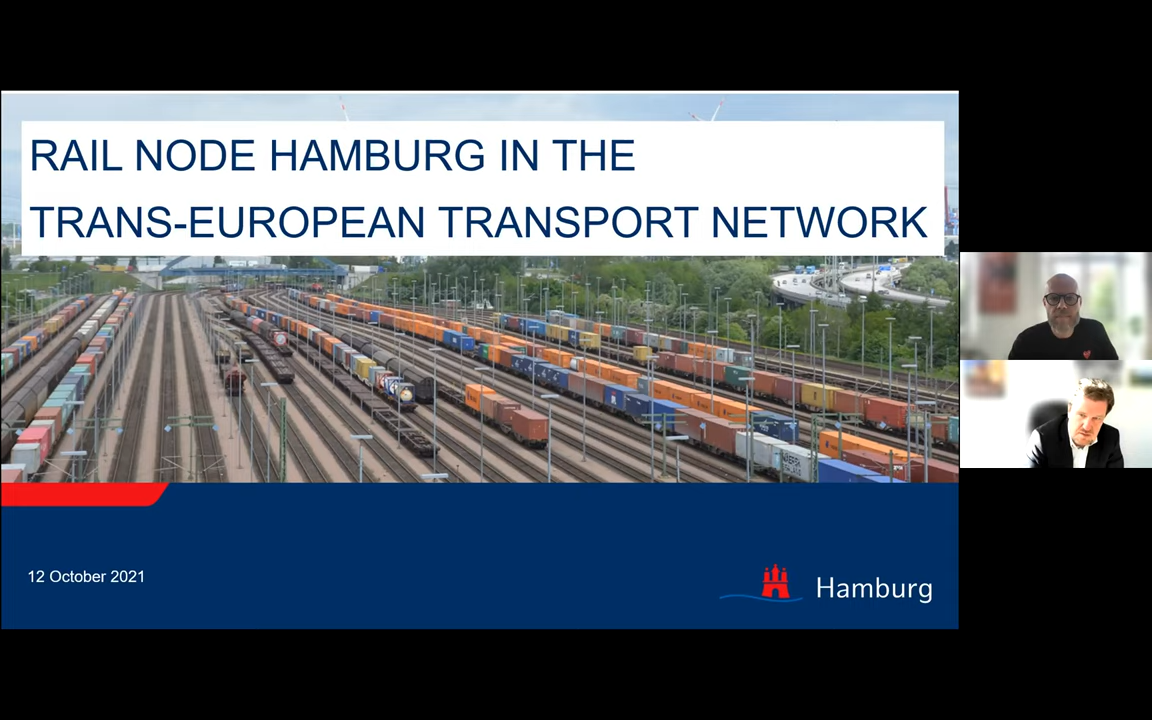 RAIL NODE HAMBURG IN THE
TRANS-EUROPEAN TRANSPORT NETWORK
12 October 2021
Hamburg